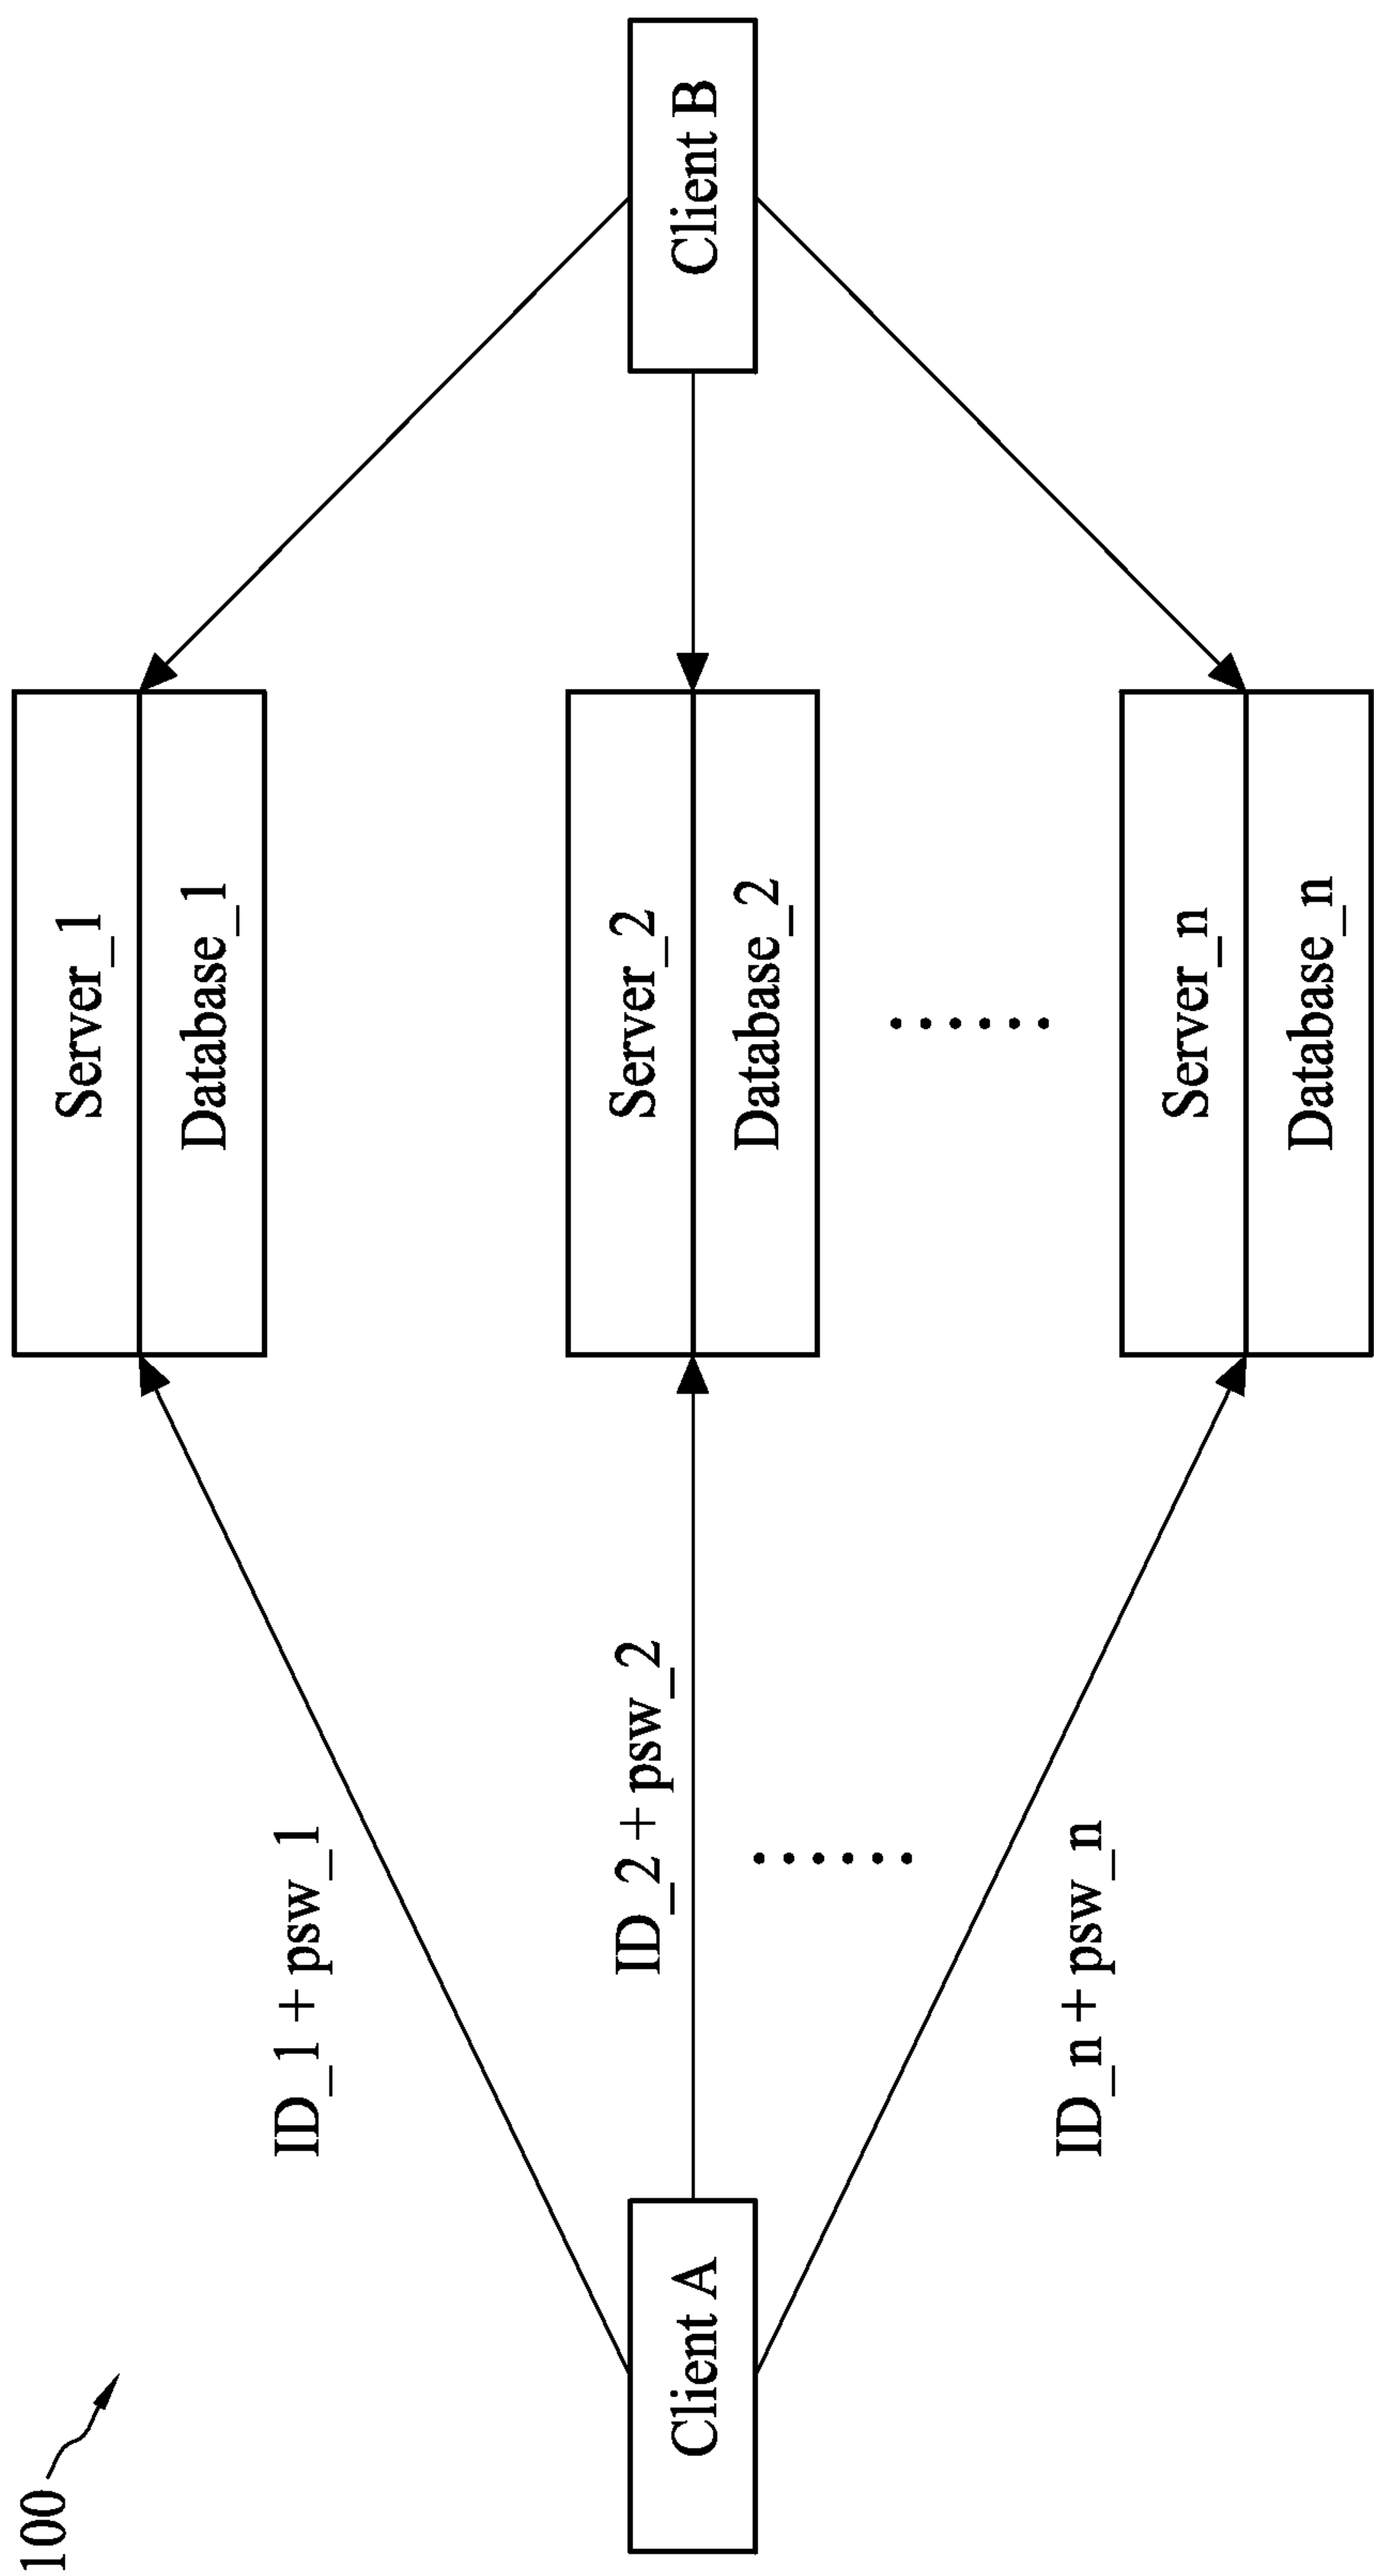 100
Server_1
Database_1
ID_1 + psw_1
Client A
ID_2 + psw_2
Server_2
Database_2
Client B
ID_n + psw_n
Server_n
Database_n